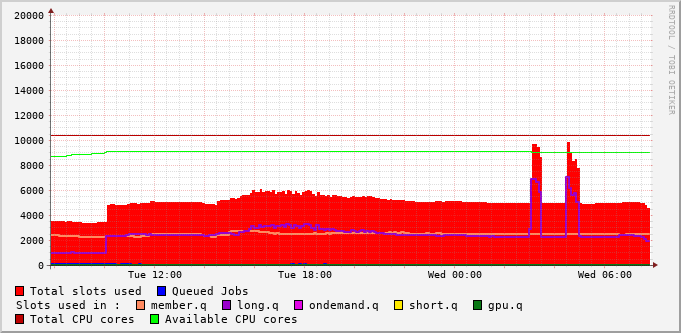 20000
18000
16000
14000
12000
10000
8000
6000
4000
2000
0
Tue 12:00 Tue 18:00 Wed 00:00 Wed 06:00
Total slots used Queued Jobs
Slots used in : member.q long.q ondemand.q short.q gpu.q
Total CPU cores Available CPU cores
RRDTOOL / TOBI OETIKER